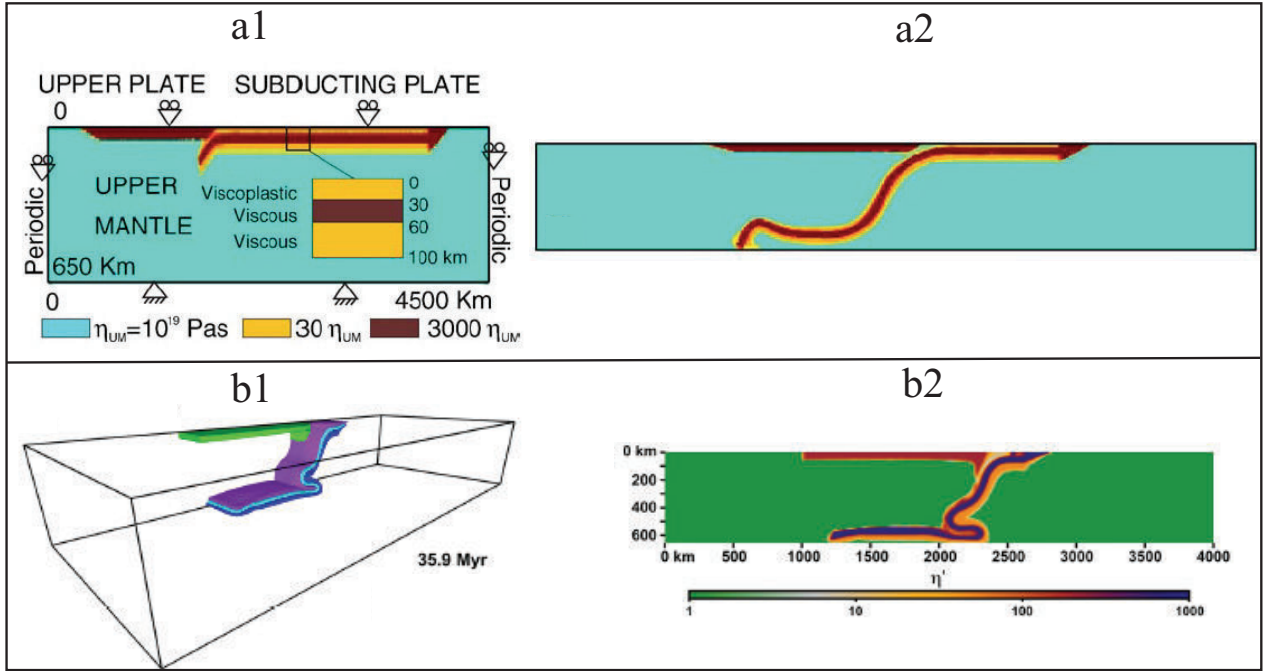 a1
a2
UPPER PLATE SUBDUCTING PLATE
0
Periodic
UPPER
MANTLE
Viscoplastic
Viscous
Viscous
0
30
60
100 km
Periodic
650 Km
0 4500 Km
η_UM=10¹⁹ Pas 30 η_UM 3000 η_UM
b1
b2
35.9 Myr
0 km
200
400
600
0 km 500 1000 1500 2000 2500 3000 3500 4000
η'
1 10 100 1000